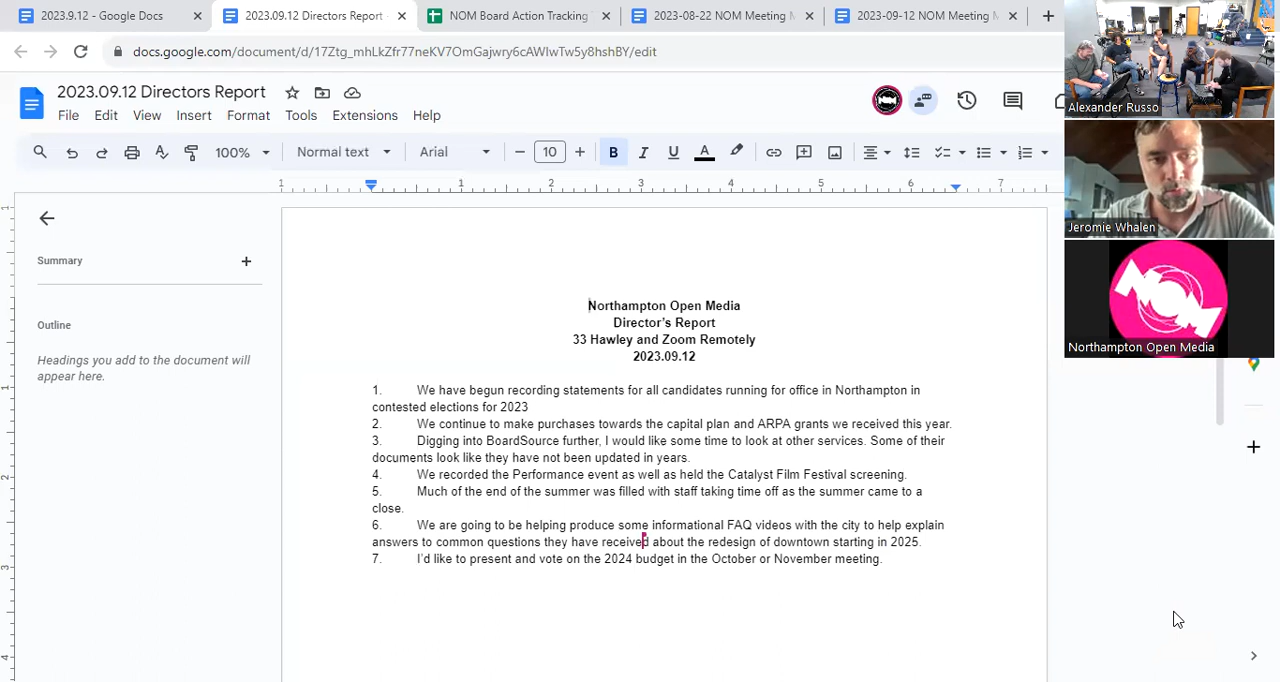 2023.9.12 - Google Docs
2023.09.12 Directors Report
NOM Board Action Tracking
2023-08-22 NOM Meeting
2023-09-12 NOM Meeting
docs.google.com/document/d/17Ztg_mhLkZfr77neKV7OmGajwry6cAWIwTw5y8hshBY/edit
2023.09.12 Directors Report
File Edit View Insert Format Tools Extensions Help
100% Normal text Arial 10 B I U A
1 1 2 3 4 5 6 7
Summary
Outline
Headings you add to the document will
appear here.
Northampton Open Media
Director's Report
33 Hawley and Zoom Remotely
2023.09.12
1. We have begun recording statements for all candidates running for office in Northampton in
contested elections for 2023
2. We continue to make purchases towards the capital plan and ARPA grants we received this year.
3. Digging into BoardSource further, I would like some time to look at other services. Some of their
documents look like they have not been updated in years.
4. We recorded the Performance event as well as held the Catalyst Film Festival screening.
5. Much of the end of the summer was filled with staff taking time off as the summer came to a
close.
6. We are going to be helping produce some informational FAQ videos with the city to help explain
answers to common questions they have received about the redesign of downtown starting in 2025.
7. I'd like to present and vote on the 2024 budget in the October or November meeting.
Alexander Russo
Jeromie Whalen
NOM
Northampton Open Media